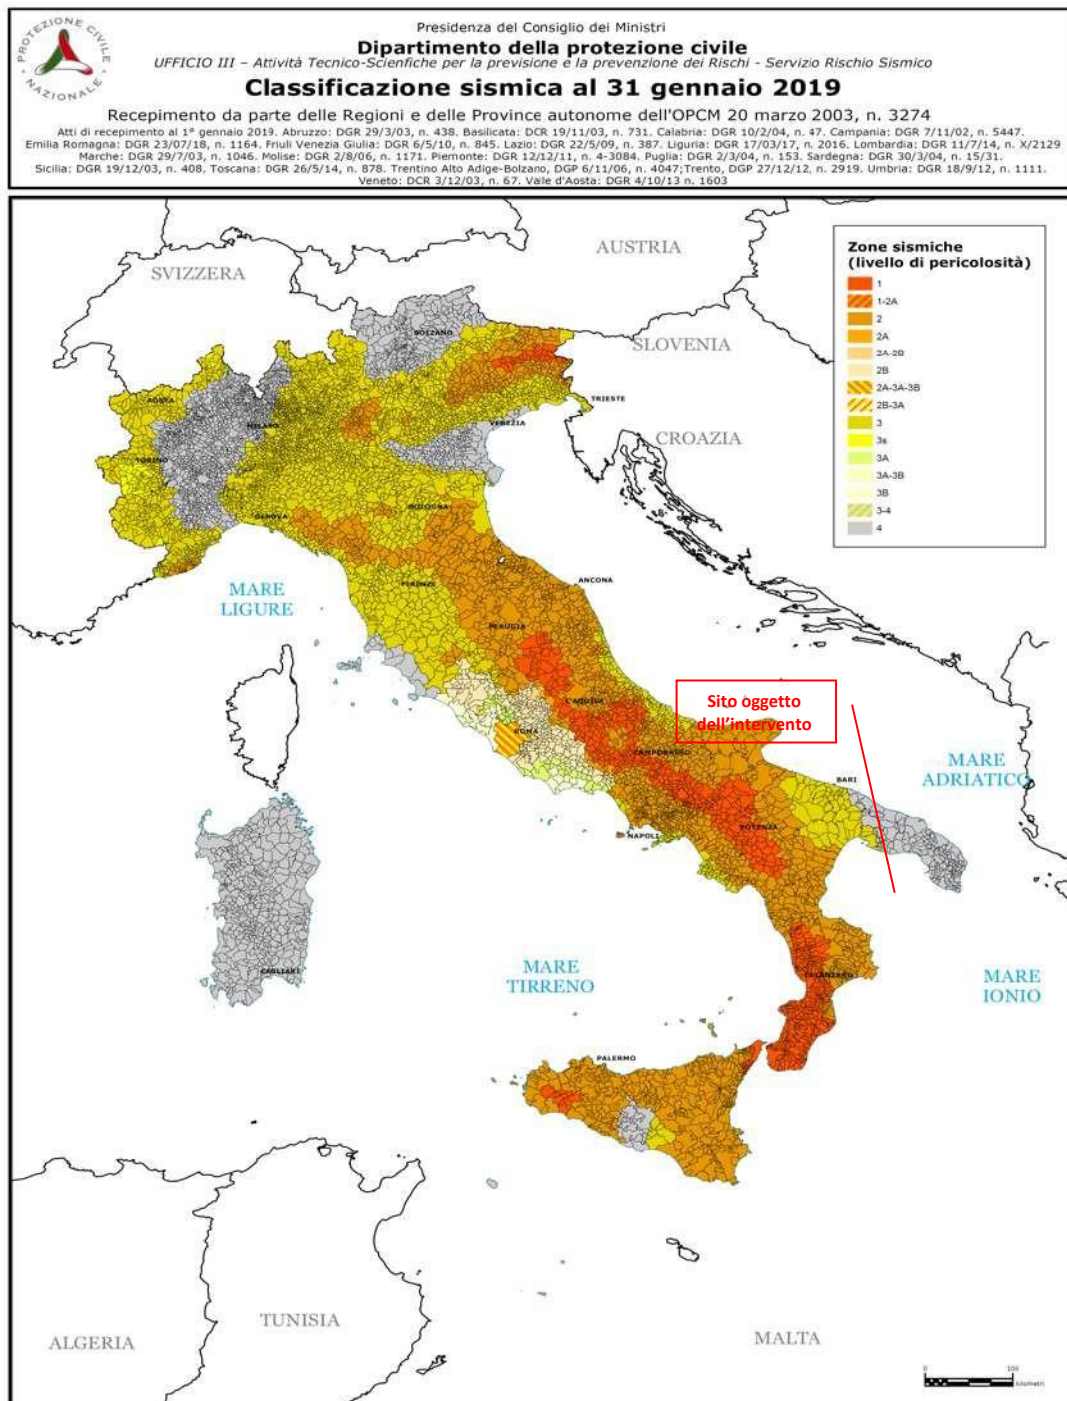 PROTEZIONE CIVILE
NAZIONALE
Presidenza del Consiglio dei Ministri
Dipartimento della protezione civile
UFFICIO III – Attività Tecnico-Scienfiche per la previsione e la prevenzione dei Rischi - Servizio Rischio Sismico
Classificazione sismica al 31 gennaio 2019
Recepimento da parte delle Regioni e delle Province autonome dell'OPCM 20 marzo 2003, n. 3274
Atti di recepimento al 1° gennaio 2019. Abruzzo: DGR 29/3/03, n. 438. Basilicata: DCR 19/11/03, n. 731. Calabria: DGR 10/2/04, n. 47. Campania: DGR 7/11/02, n. 5447.
Emilia Romagna: DGR 23/07/18, n. 1164. Friuli Venezia Giulia: DGR 6/5/10, n. 845. Lazio: DGR 22/5/09, n. 387. Liguria: DGR 17/03/17, n. 2016. Lombardia: DGR 11/7/14, n. X/2129
Marche: DGR 29/7/03, n. 1046. Molise: DGR 2/8/06, n. 1171. Piemonte: DGR 12/12/11, n. 4-3084. Puglia: DGR 2/3/04, n. 153. Sardegna: DGR 30/3/04, n. 15/31.
Sicilia: DGR 19/12/03, n. 408. Toscana: DGR 26/5/14, n. 878. Trentino Alto Adige-Bolzano, DGP 6/11/06, n. 4047;Trento, DGP 27/12/12, n. 2919. Umbria: DGR 18/9/12, n. 1111.
Veneto: DCR 3/12/03, n. 67. Valle d'Aosta: DGR 4/10/13 n. 1603
Zone sismiche
(livello di pericolosità)
1
1-2A
2
2A
2A-2B
2B
2A-3A-3B
2B-3A
3
3s
3A
3A-3B
3B
3-4
4
AUSTRIA
SVIZZERA
BOLZANO
SLOVENIA
AOSTA
TRIESTE
MILANO
VENEZIA
CROAZIA
TORINO
BOLOGNA
GENOVA
FIRENZE
ANCONA
MARE
LIGURE
PERUGIA
L'AQUILA
Sito oggetto
dell'intervento
ROMA
CAMPOBASSO
MARE
ADRIATICO
BARI
NAPOLI
POTENZA
CAGLIARI
MARE
TIRRENO
CATANZARO
MARE
IONIO
PALERMO
TUNISIA
ALGERIA
MALTA
0 100
kilometri